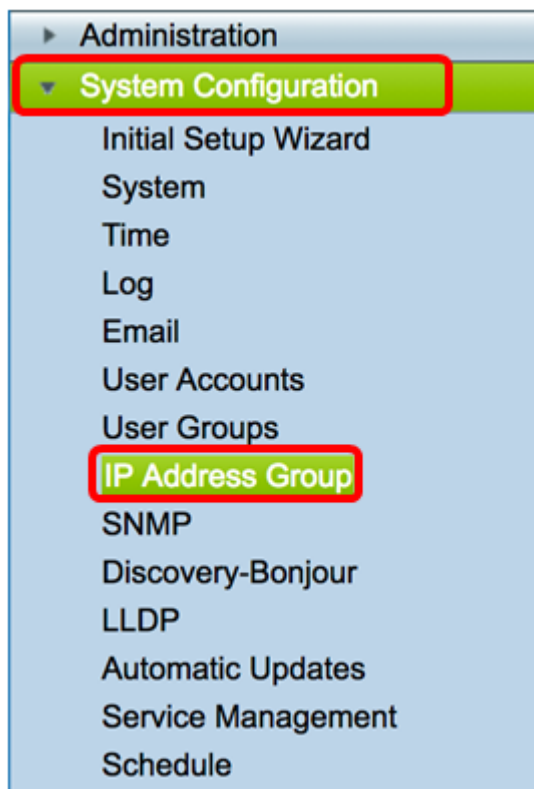 Administration
System Configuration
Initial Setup Wizard
System
Time
Log
Email
User Accounts
User Groups
IP Address Group
SNMP
Discovery-Bonjour
LLDP
Automatic Updates
Service Management
Schedule